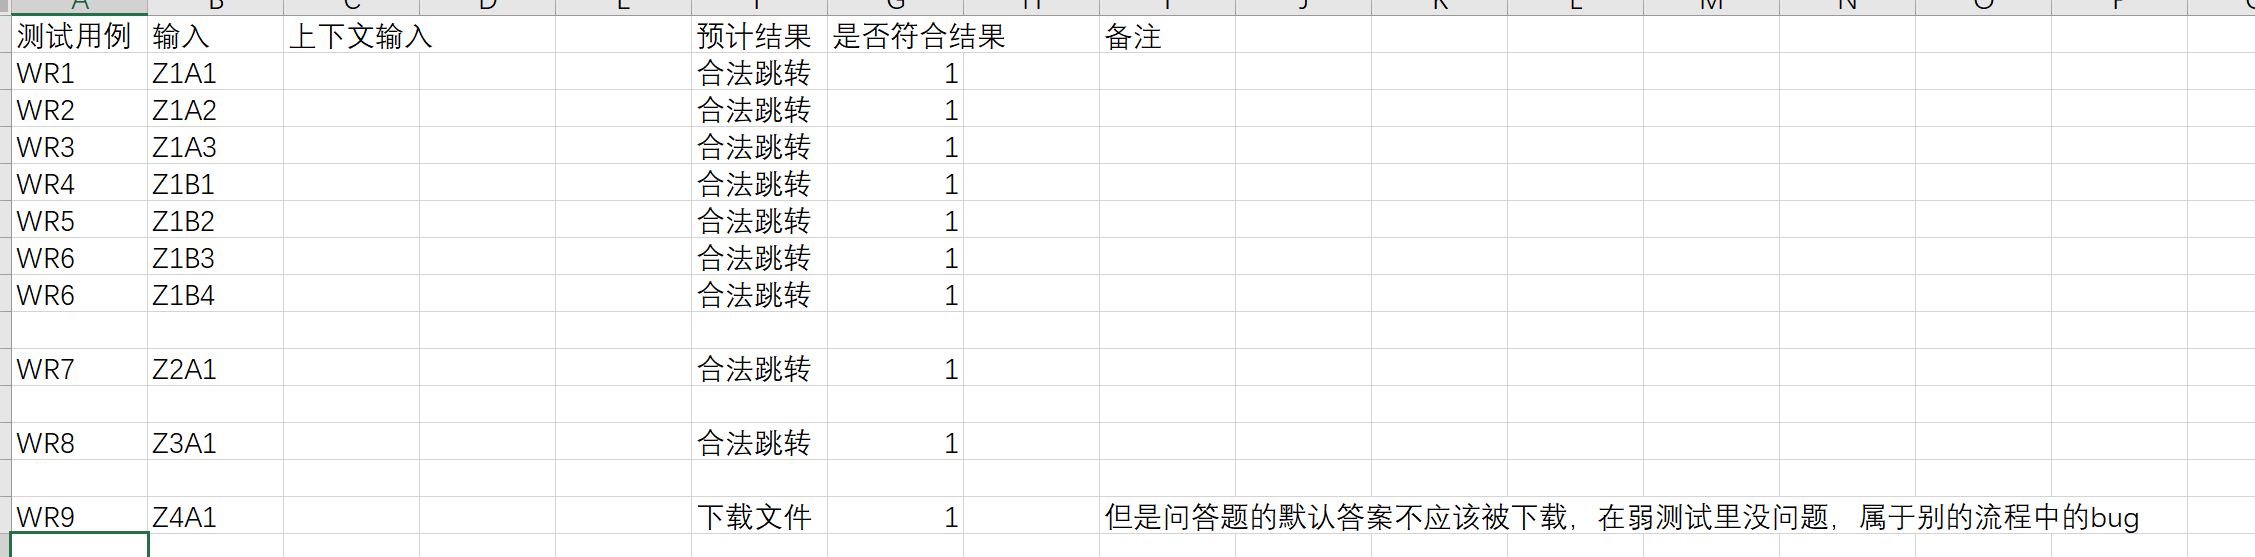 A B C D E F G H I J K L M N O P
测试用例 输入 上下文输入 预计结果 是否符合结果 备注
WR1 Z1A1 合法跳转 1
WR2 Z1A2 合法跳转 1
WR3 Z1A3 合法跳转 1
WR4 Z1B1 合法跳转 1
WR5 Z1B2 合法跳转 1
WR6 Z1B3 合法跳转 1
WR6 Z1B4 合法跳转 1
WR7 Z2A1 合法跳转 1
WR8 Z3A1 合法跳转 1
WR9 Z4A1 下载文件 1 但是问答题的默认答案不应该被下载，在弱测试里没问题，属于别的流程中的bug